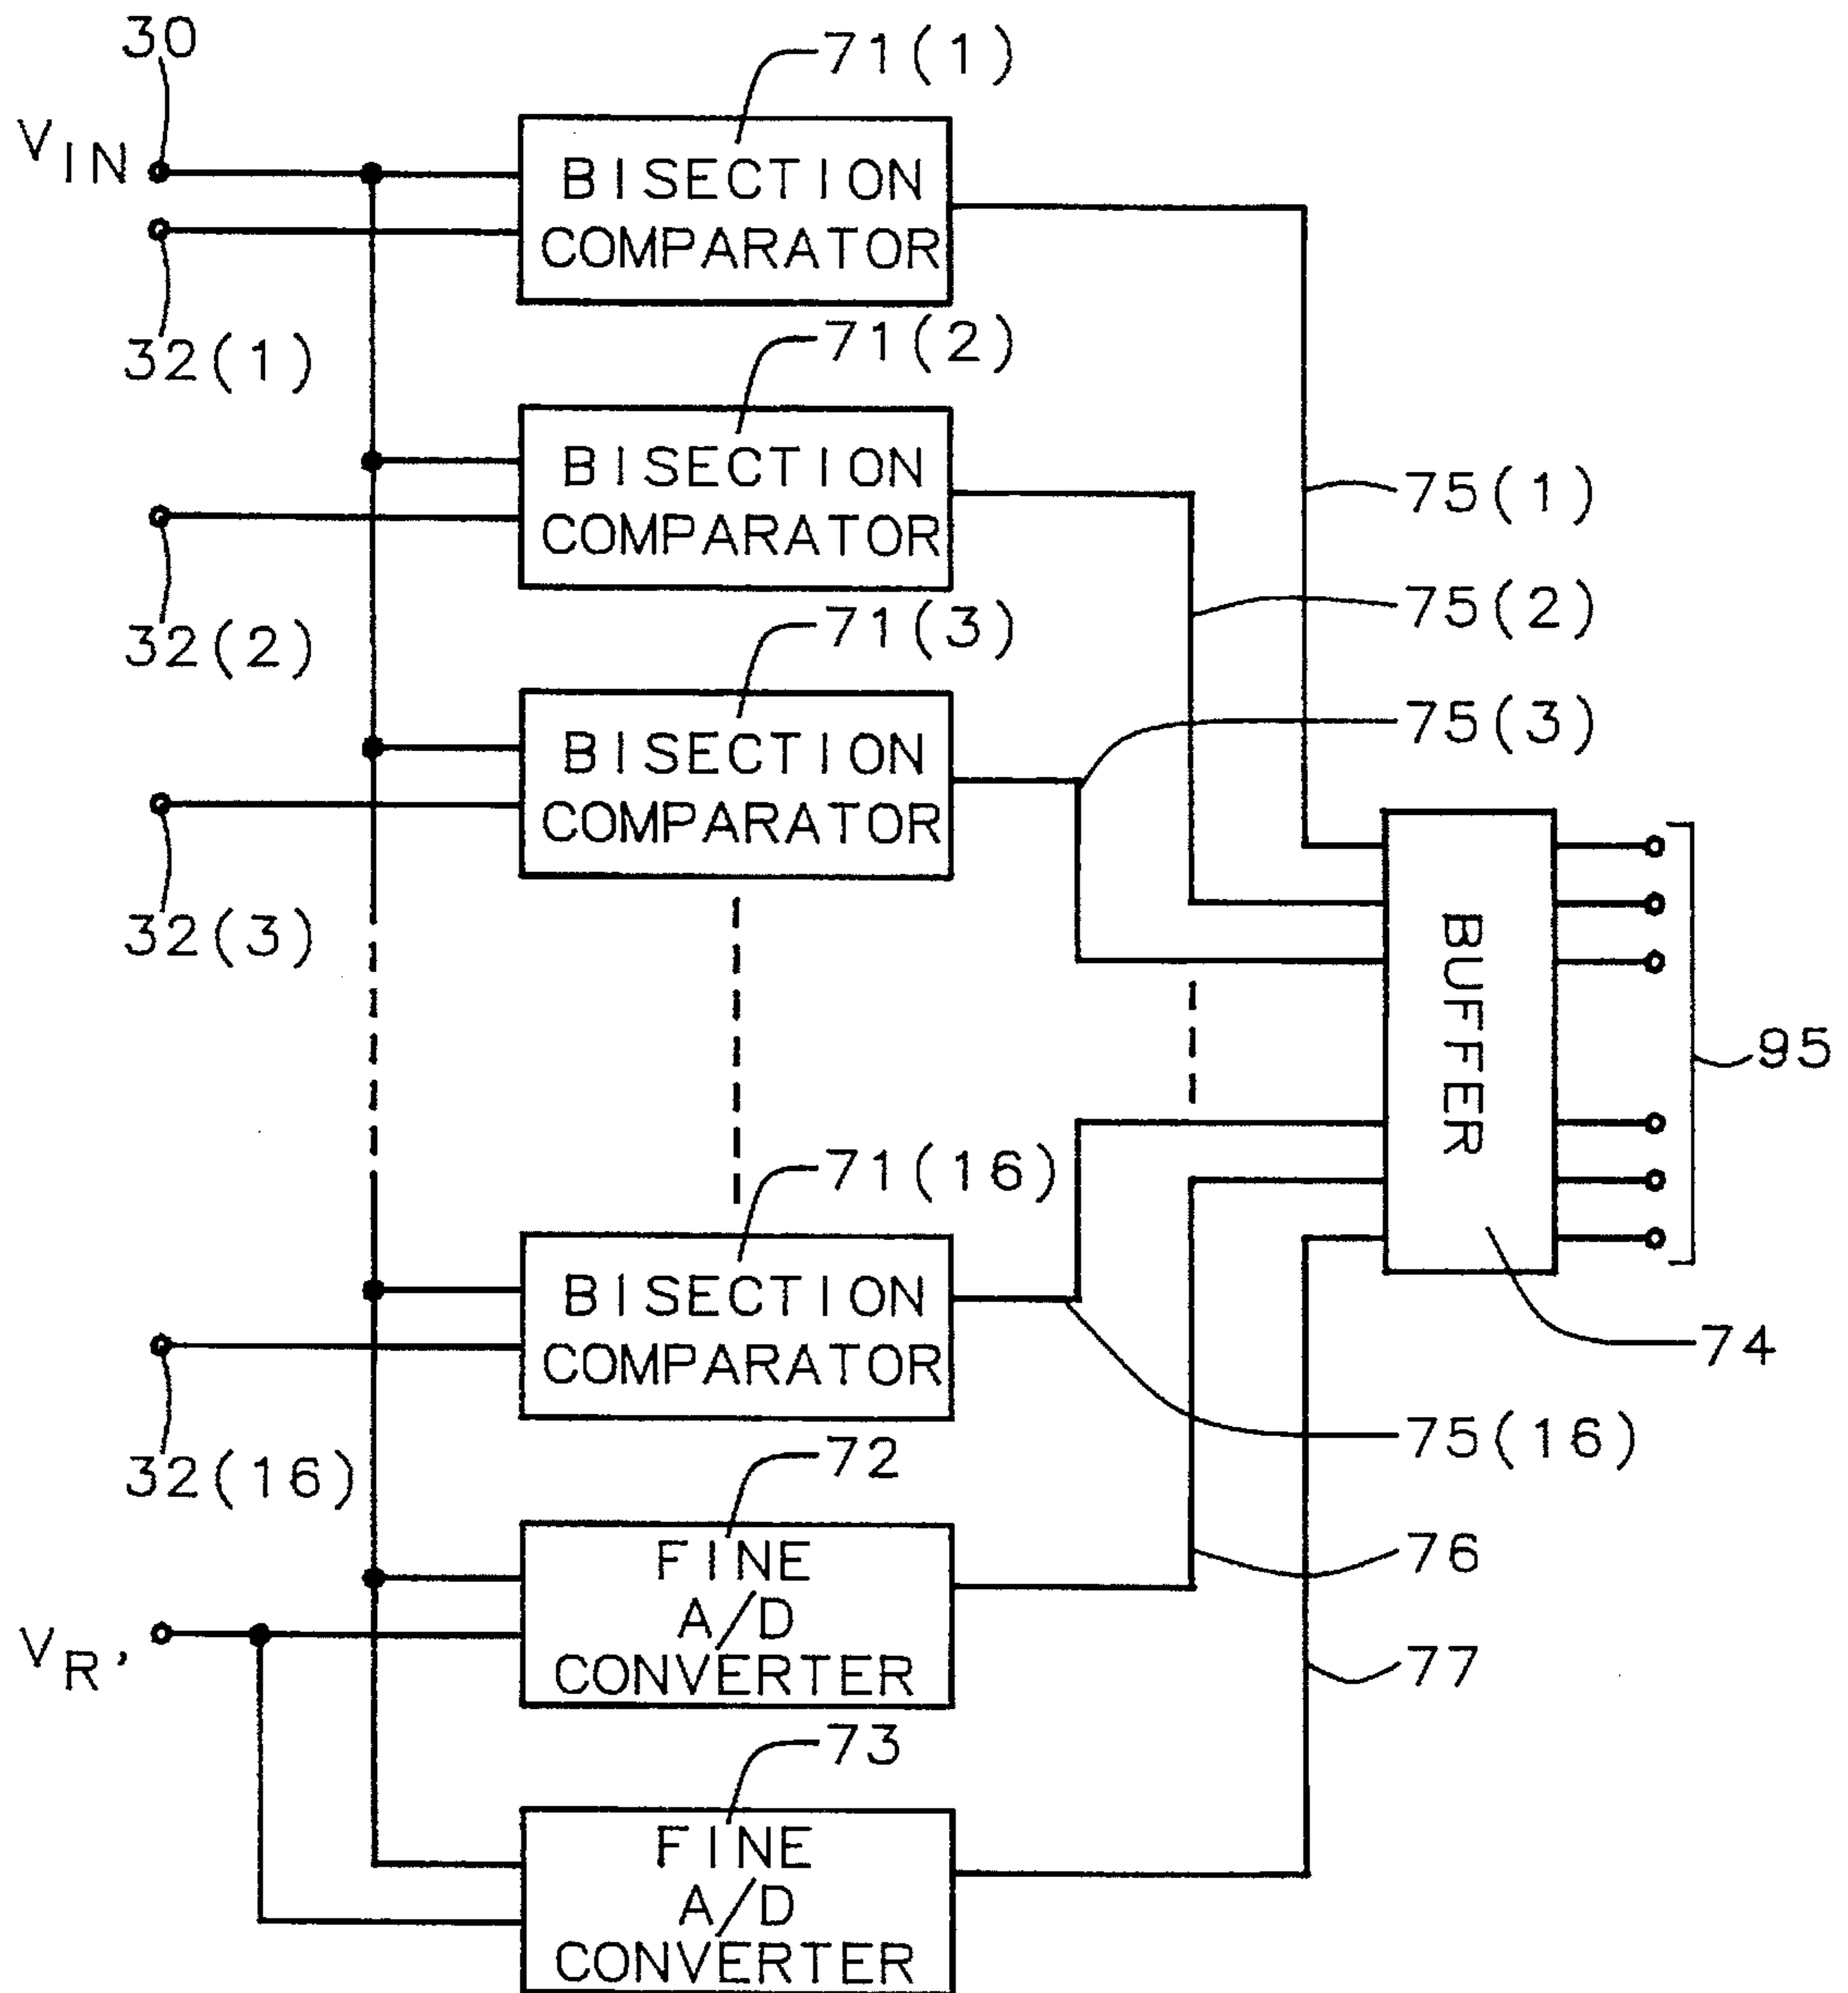 30
71(1)
V IN
BISECTION
COMPARATOR
32(1)
71(2)
BISECTION
COMPARATOR
75(1)
75(2)
32(2)
71(3)
75(3)
BISECTION
COMPARATOR
32(3)
BUFFER
95
71(16)
BISECTION
COMPARATOR
74
75(16)
32(16)
72
FINE
A/D
CONVERTER
76
V R'
77
73
FINE
A/D
CONVERTER